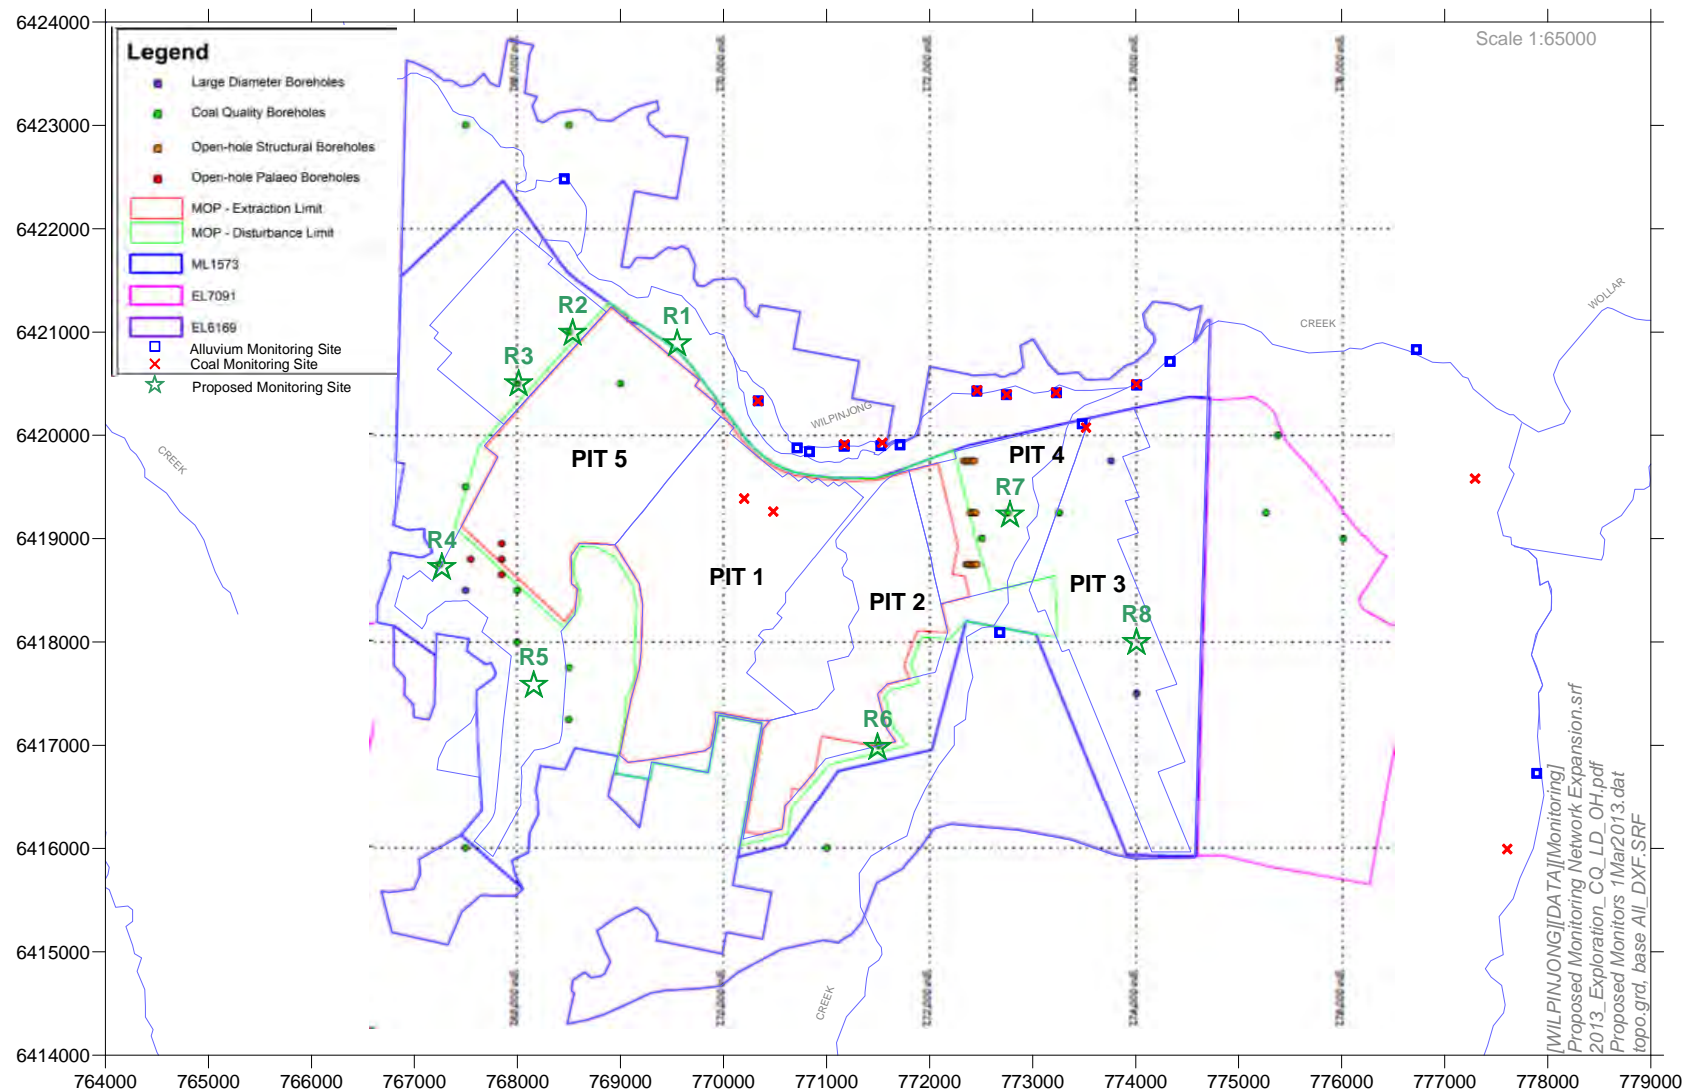 6424000
6423000
6422000
6421000
6420000
6419000
6418000
6417000
6416000
6415000
6414000
764000
765000
766000
767000
768000
769000
770000
771000
772000
773000
774000
775000
776000
777000
778000
779000
Scale 1:65000
Legend
Large Diameter Boreholes
Coal Quality Boreholes
Open-hole Structural Boreholes
Open-hole Palaeo Boreholes
MOP - Extraction Limit
MOP - Disturbance Limit
ML1573
EL7091
EL6169
Alluvium Monitoring Site
Coal Monitoring Site
Proposed Monitoring Site
R1
R2
R3
R4
R5
R6
R7
R8
PIT 5
PIT 4
PIT 1
PIT 2
PIT 3
WILPINJONG
CREEK
WOLLAR
CREEK
CREEK
[WILPINJONG][DATA][Monitoring]
Proposed Monitoring Network Expansion.srf
2013_Exploration_CQ_LD_OH.pdf
Proposed Monitors 1Mar2013.dat
topo.grd, base All_DXF.SRF